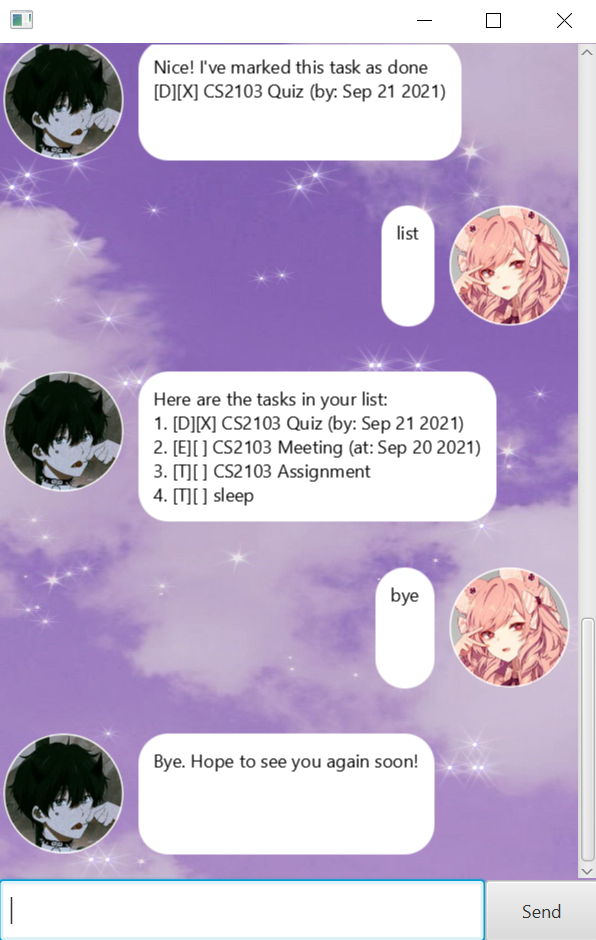 Nice! I've marked this task as done
[D][X] CS2103 Quiz (by: Sep 21 2021)
list
Here are the tasks in your list:
1. [D][X] CS2103 Quiz (by: Sep 21 2021)
2. [E][ ] CS2103 Meeting (at: Sep 20 2021)
3. [T][ ] CS2103 Assignment
4. [T][ ] sleep
bye
Bye. Hope to see you again soon!
Send